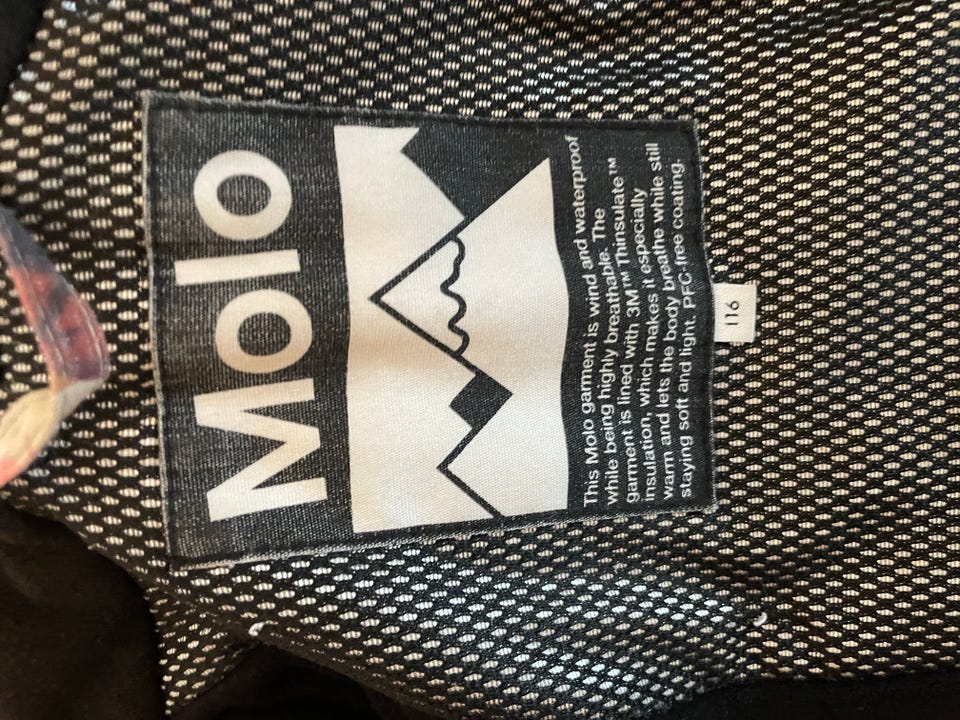 Molo
This Molo garment is wind and waterproof
while being highly breathable. The
garment is lined with 3M™ Thinsulate™
insulation, which makes it especially
warm and lets the body breathe while still
staying soft and light. PFC-free coating.
116